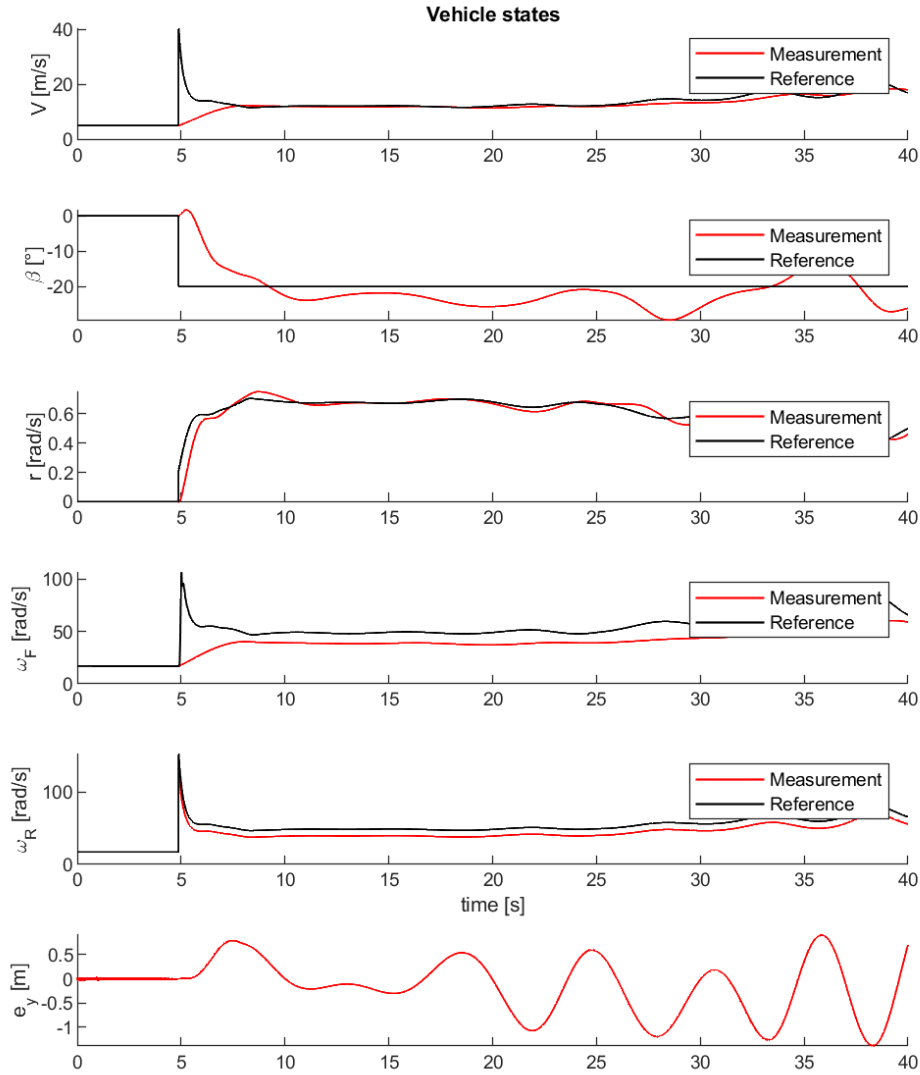 Vehicle states
V [m/s]
40
20
0
Measurement
Reference
0 5 10 15 20 25 30 35 40
β [°]
0
-10
-20
Measurement
Reference
0 5 10 15 20 25 30 35 40
r [rad/s]
0.6
0.4
0.2
0
Measurement
Reference
0 5 10 15 20 25 30 35 40
ω_F [rad/s]
100
50
0
Measurement
Reference
0 5 10 15 20 25 30 35 40
ω_R [rad/s]
100
0
Measurement
Reference
0 5 10 15 20 25 30 35 40
time [s]
e_y [m]
0.5
0
-0.5
-1
0 5 10 15 20 25 30 35 40